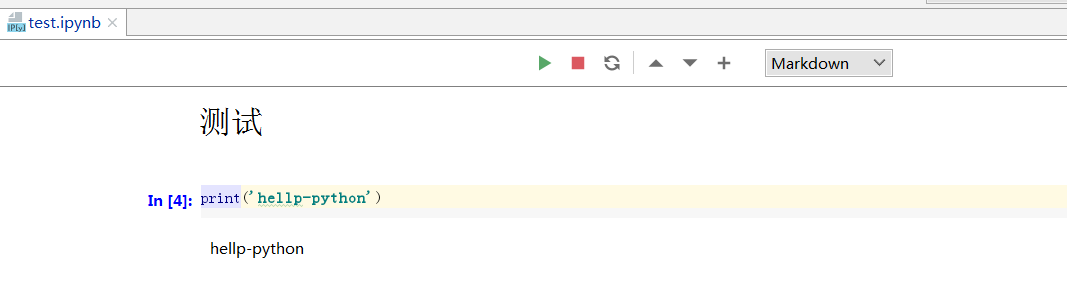 test.ipynb
Markdown
测试
In [4]: print('hellp-python')
hellp-python